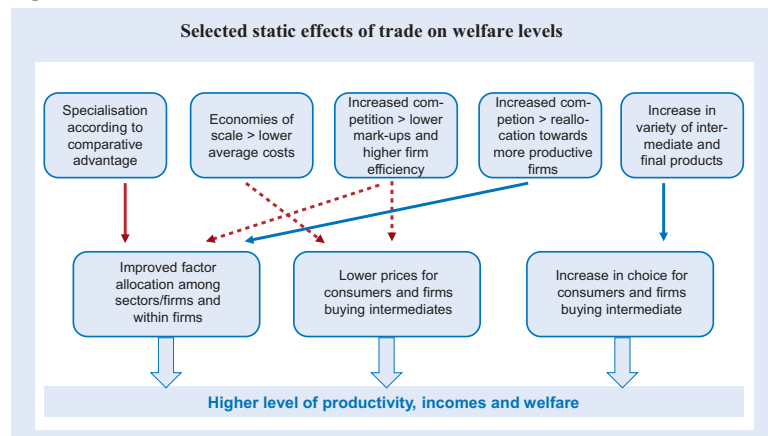 Selected static effects of trade on welfare levels
Specialisation
according to
comparative
advantage
Economies of
scale > lower
average costs
Increased com-
petition > lower
mark-ups and
higher firm
efficiency
Increased com-
petion > reallo-
cation towards
more productive
firms
Increase in
variety of inter-
mediate and
final products
Improved factor
allocation among
sectors/firms and
within firms
Lower prices for
consumers and firms
buying intermediates
Increase in choice for
consumers and firms
buying intermediate
Higher level of productivity, incomes and welfare